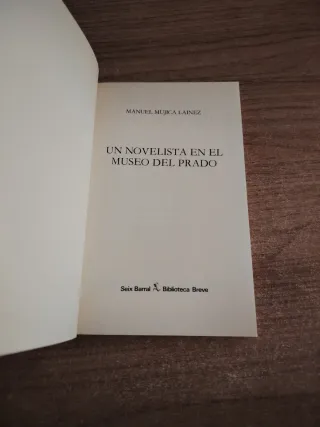 MANUEL MUJICA LAINEZ
UN NOVELISTA EN EL
MUSEO DEL PRADO
Seix Barral Biblioteca Breve